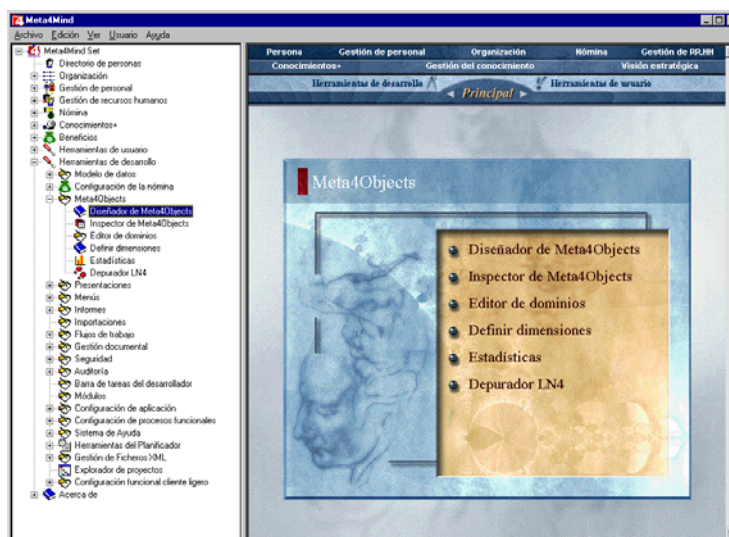 Meta4Mind
Archivo Edición Ver Usuario Ayuda
Meta4Mind Set
Directorio de personas
Organización
Gestión de personal
Gestión de recursos humanos
Nómina
Conocimientos+
Beneficios
Herramientas de usuario
Herramientas de desarrollo
Modelo de datos
Configuración de la nómina
Meta4Objects
Diseñador de Meta4Objects
Inspector de Meta4Objects
Editor de dominios
Definir dimensiones
Estadísticas
Depurador LN4
Presentaciones
Menús
Informes
Importaciones
Flujos de trabajo
Gestión documental
Seguridad
Auditoría
Barra de tareas del desarrollador
Módulos
Configuración de aplicación
Configuración de procesos funcionales
Sistema de Ayuda
Herramientas del Planificador
Gestión de Ficheros XML
Explorador de proyectos
Configuración funcional cliente ligero
Acerca de
Persona Gestión de personal Organización Nómina Gestión de RR.HH
Conocimientos+ Gestión del conocimiento Visión estratégica
Herramientas de desarrollo Principal Herramientas de usuario
Meta4Objects
Diseñador de Meta4Objects
Inspector de Meta4Objects
Editor de dominios
Definir dimensiones
Estadísticas
Depurador LN4